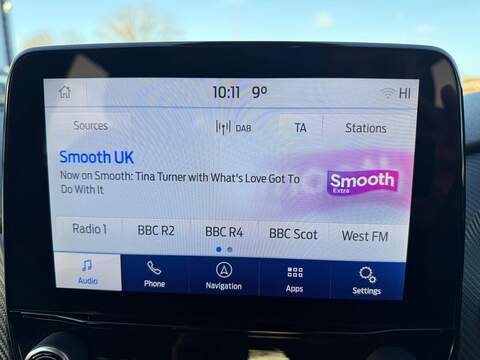 10:11 9º HI
Sources DAB TA Stations
Smooth UK
Now on Smooth: Tina Turner with What's Love Got To
Do With It
Smooth
Extra
Radio 1 BBC R2 BBC R4 BBC Scot West FM
Audio Phone Navigation Apps Settings